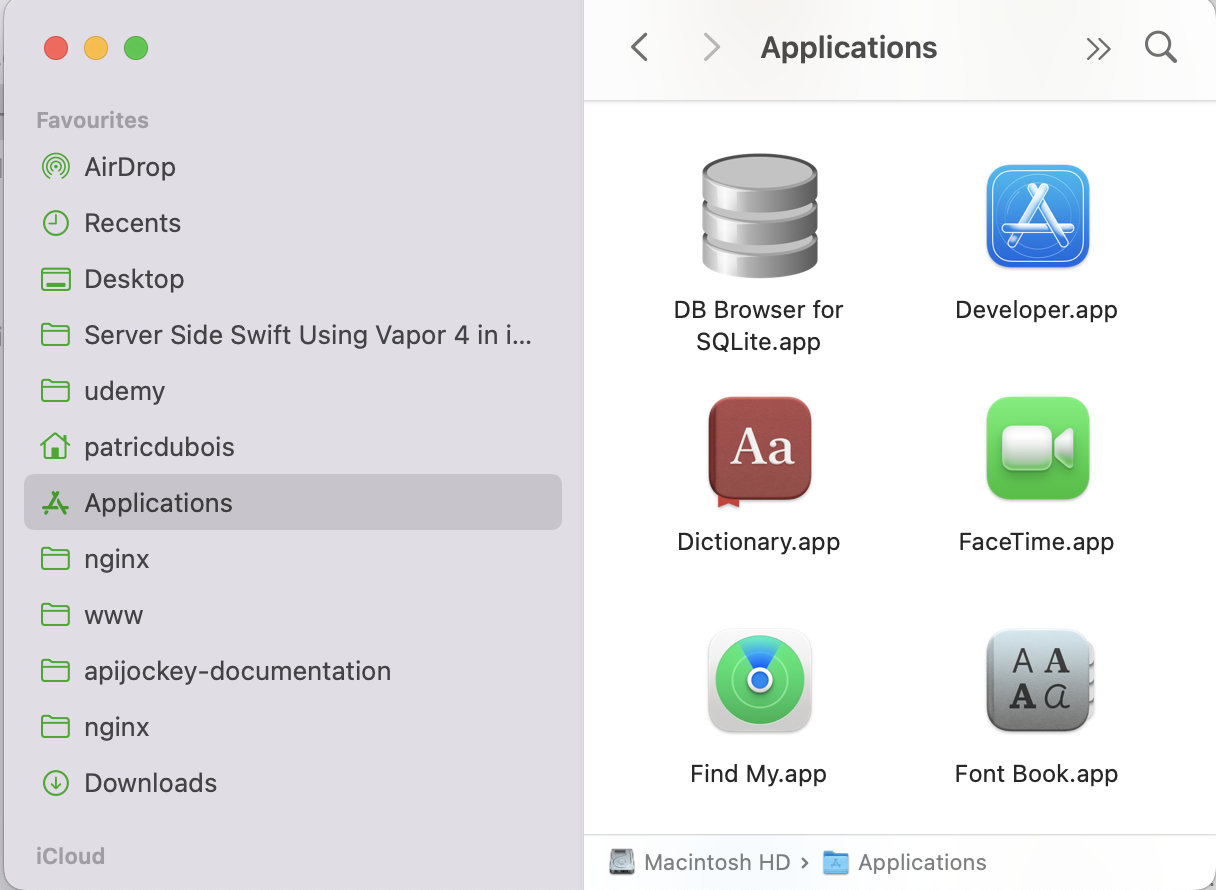 Favourites
AirDrop
Recents
Desktop
Server Side Swift Using Vapor 4 in i...
udemy
patricdubois
Applications
nginx
www
apijockey-documentation
nginx
Downloads
iCloud
Applications
DB Browser for
SQLite.app
Developer.app
Aa
Dictionary.app
FaceTime.app
Find My.app
A A
A a
Font Book.app
Macintosh HD › Applications